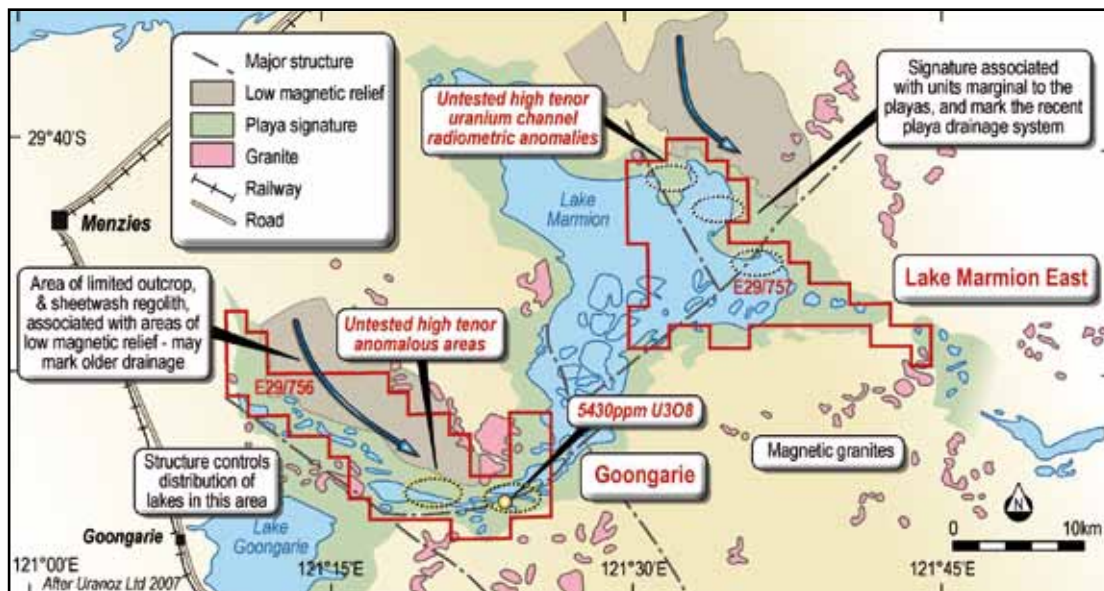 Major structure
Low magnetic relief
Playa signature
Granite
Railway
Road
Untested high tenor
uranium channel
radiometric anomalies
Signature associated
with units marginal to the
playas, and mark the recent
playa drainage system
29°40'S
Menzies
Lake
Marmion
Area of limited outcrop,
& sheetwash regolith,
associated with areas of
low magnetic relief - may
mark older drainage
Untested high tenor
anomalous areas
E29/757
Lake Marmion East
E29/756
5430ppm U3O8
Structure controls
distribution of
lakes in this area
Goongarie
Magnetic granites
Goongarie
Lake
Goongarie
N
0
10km
121°00'E
121°15'E
121°30'E
121°45'E
After Uranoz Ltd 2007